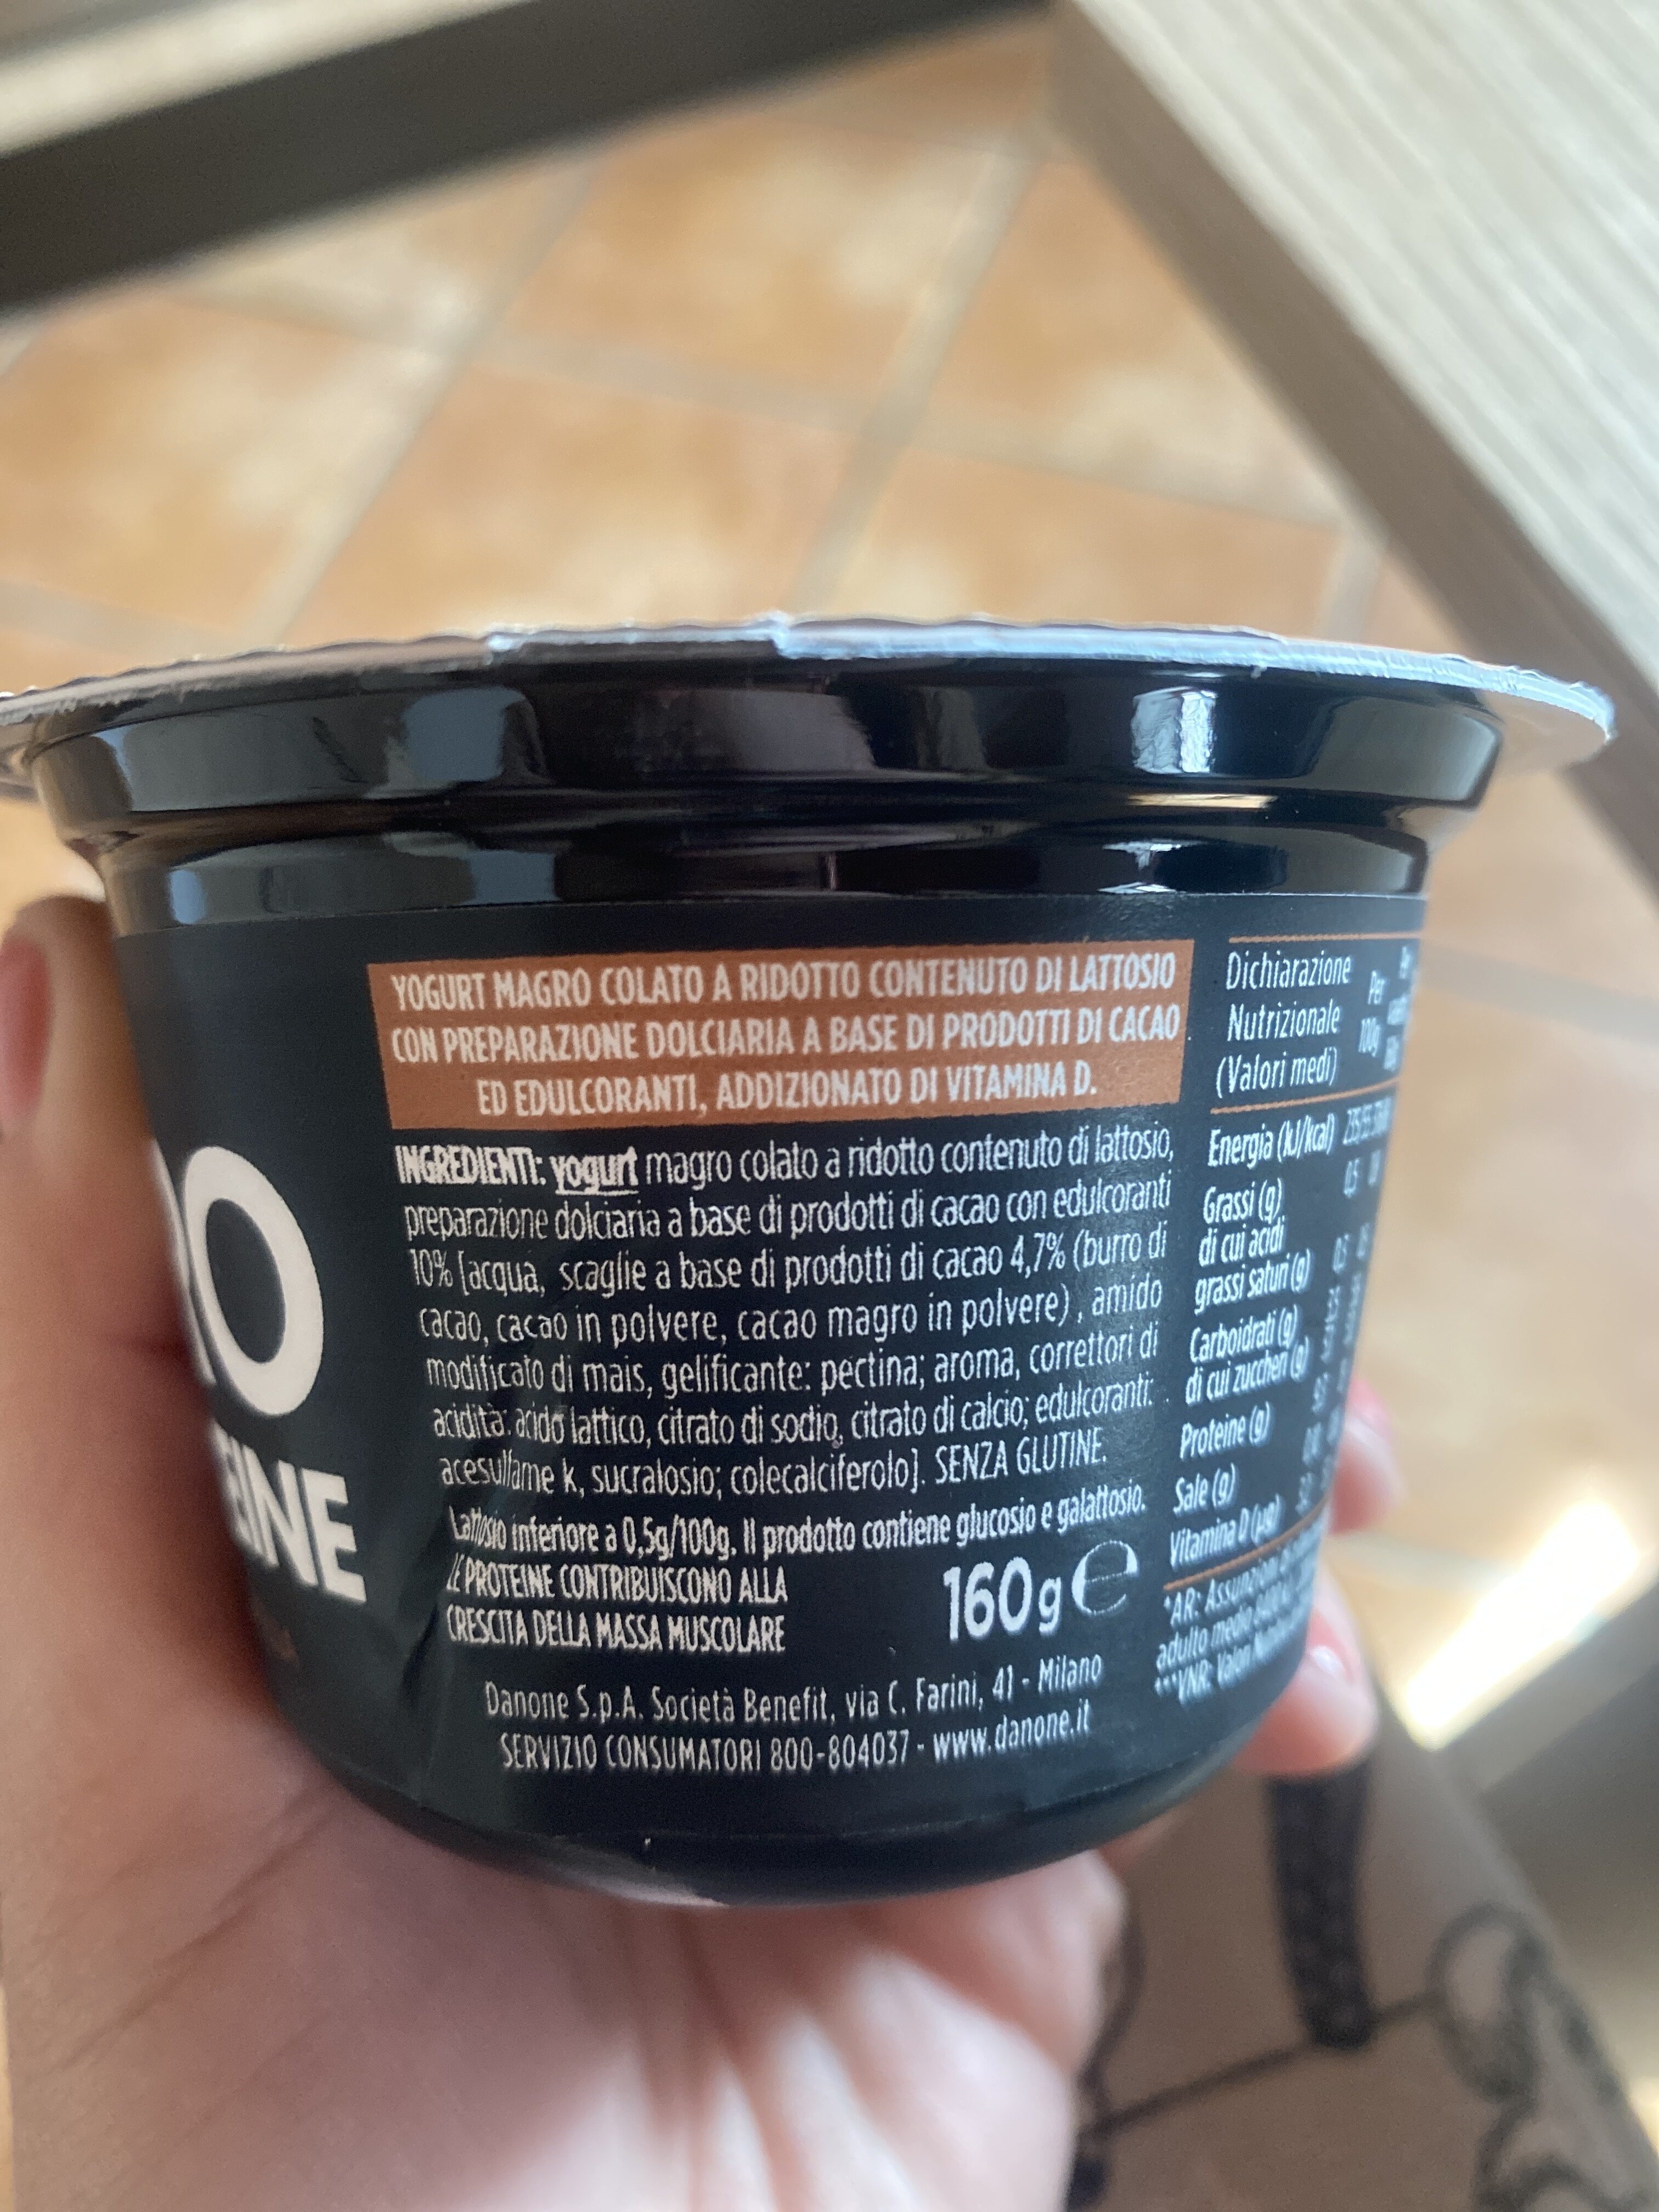 YOGURT MAGRO COLATO A RIDOTTO CONTENUTO DI LATTOSIO
CON PREPARAZIONE DOLCIARIA A BASE DI PRODOTTI DI CACAO
ED EDULCORANTI, ADDIZIONATO DI VITAMINA D.
INGREDIENTI: yogurt magro colato a ridotto contenuto di lattosio,
preparazione dolciaria a base di prodotti di cacao con edulcoranti
10% [acqua, scaglie a base di prodotti di cacao 4,7% (burro di
cacao, cacao in polvere, cacao magro in polvere), amido
modificato di mais, gelificante: pectina; aroma, correttori di
acidità: acido lattico, citrato di sodio, citrato di calcio; edulcoranti:
acesulfame k, sucralosio; colecalciferolo]. SENZA GLUTINE.
Lattosio inferiore a 0,5g/100g. Il prodotto contiene glucosio e galattosio.
LE PROTEINE CONTRIBUISCONO ALLA
CRESCITA DELLA MASSA MUSCOLARE
160g e
Danone S.p.A. Società Benefit, via C. Farini, 41 - Milano
SERVIZIO CONSUMATORI 800-804037 - www.danone.it
Dichiarazione
Nutrizionale
(Valori medi)
Per
100g
Energia (kJ/kcal)
Grassi (g)
di cui acidi
grassi saturi (g)
Carboidrati (g)
di cui zuccheri (g)
Proteine (g)
Sale (g)
Vitamina D (µg)
*AR: Assunzione
adulto medio
***VNR: Valori